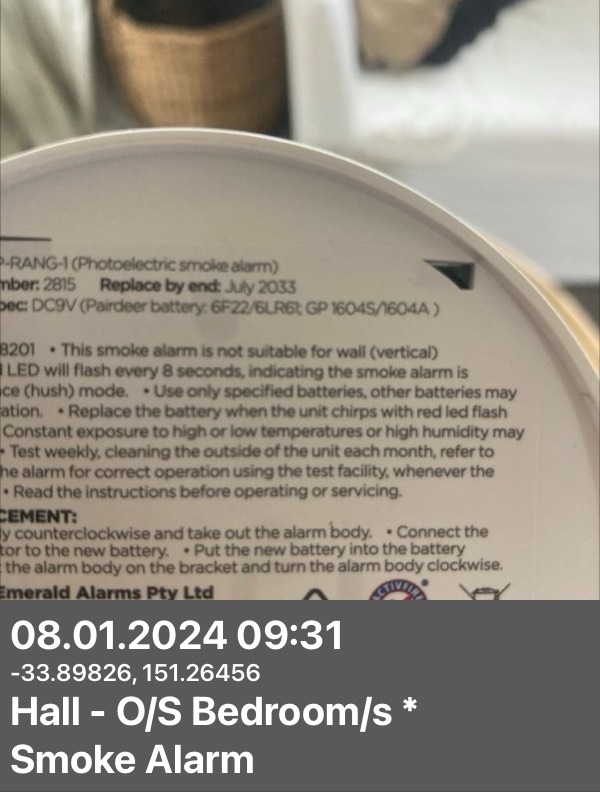 P-RANG-1 (Photoelectric smoke alarm)
mber: 2815 Replace by end: July 2033
pec: DC9V (Pairdeer battery: 6F22/6LR61; GP 1604S/1604A )
8201 • This smoke alarm is not suitable for wall (vertical)
LED will flash every 8 seconds, indicating the smoke alarm is
ce (hush) mode. • Use only specified batteries, other batteries may
ation. • Replace the battery when the unit chirps with red led flash
Constant exposure to high or low temperatures or high humidity may
• Test weekly, cleaning the outside of the unit each month, refer to
he alarm for correct operation using the test facility, whenever the
• Read the instructions before operating or servicing.
CEMENT:
y counterclockwise and take out the alarm body. • Connect the
tor to the new battery. • Put the new battery into the battery
the alarm body on the bracket and turn the alarm body clockwise.
Emerald Alarms Pty Ltd
ACTIVFIRE
08.01.2024 09:31
-33.89826, 151.26456
Hall - O/S Bedroom/s *
Smoke Alarm